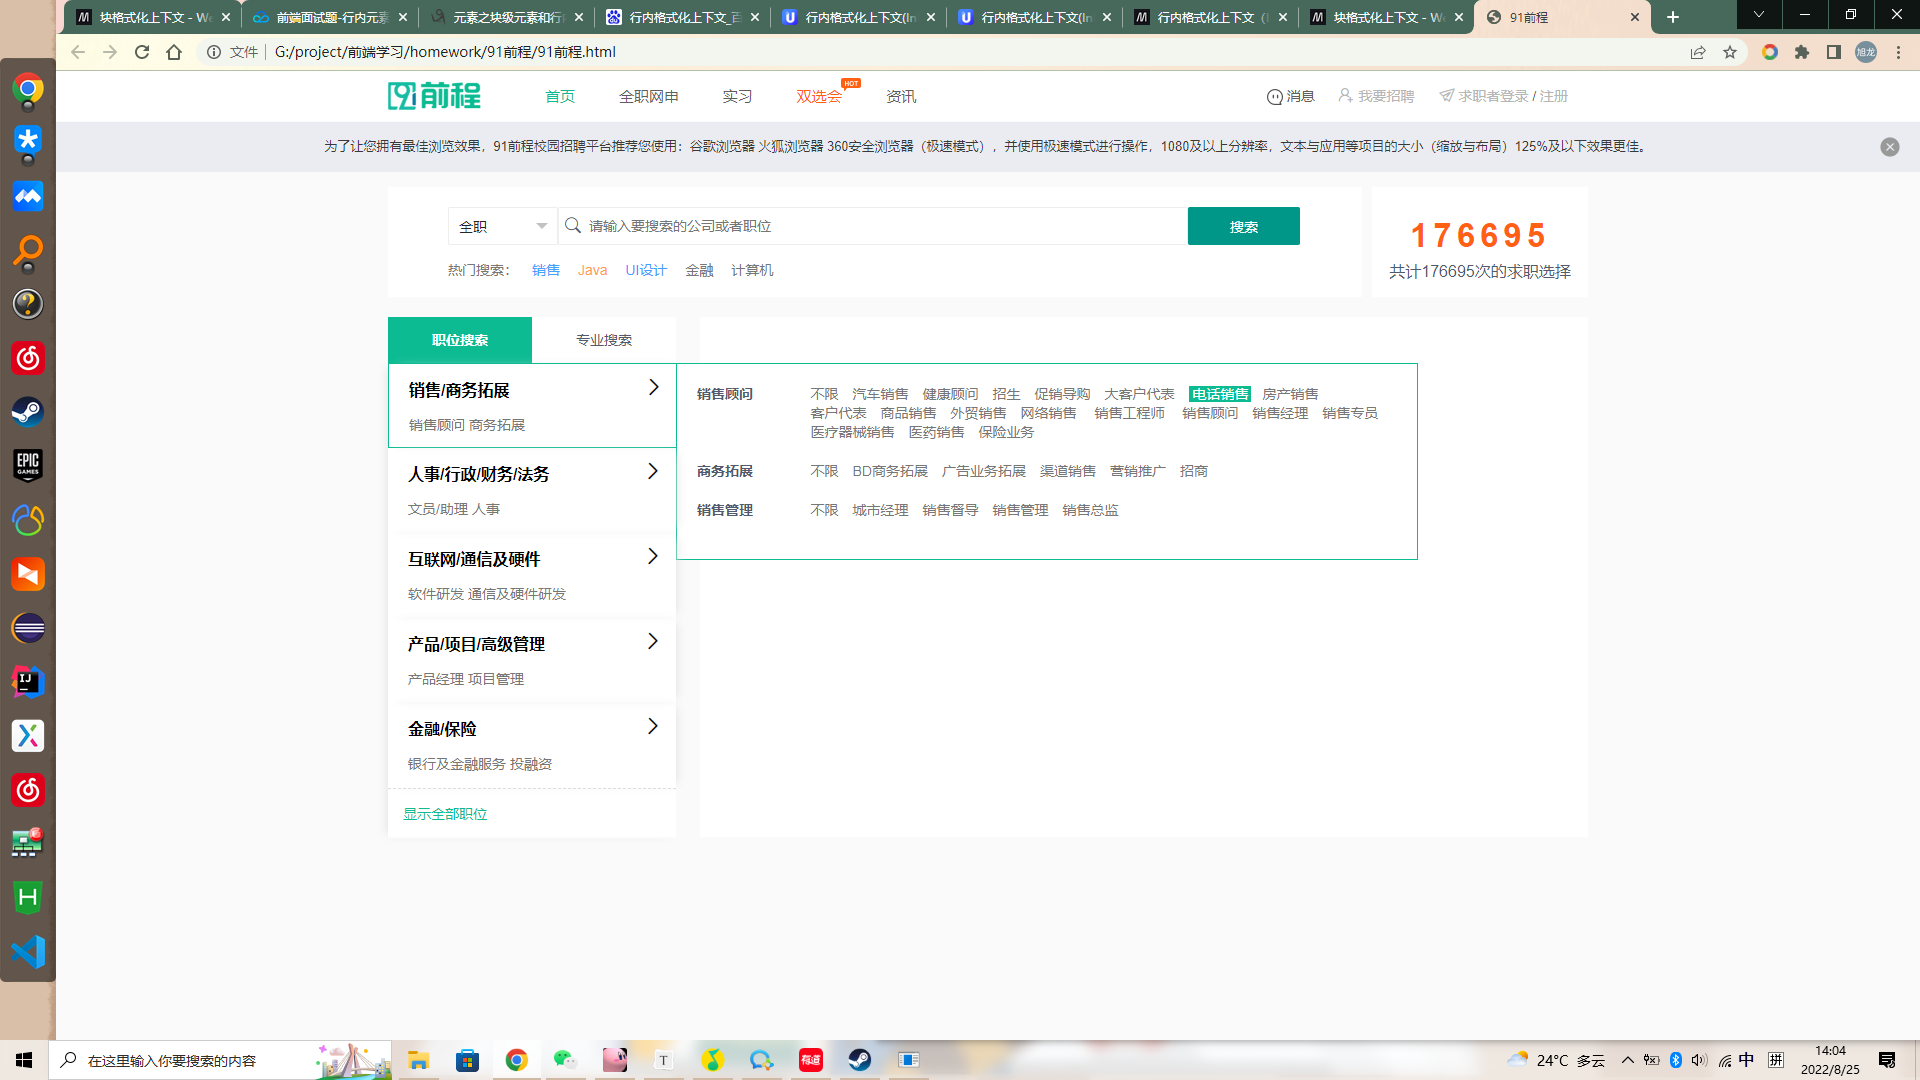 块格式化上下文 - We
前端面试题-行内元素
元素之块级元素和行
行内格式化上下文_百
行内格式化上下文(In
行内格式化上下文(In
行内格式化上下文（I
块格式化上下文 - We
91前程
文件 G:/project/前端学习/homework/91前程/91前程.html
旭龙
91前程 首页 全职网申 实习 双选会 HOT 资讯 消息 我要招聘 求职者登录 / 注册
为了让您拥有最佳浏览效果，91前程校园招聘平台推荐您使用：谷歌浏览器 火狐浏览器 360安全浏览器（极速模式），并使用极速模式进行操作，1080及以上分辨率，文本与应用等项目的大小（缩放与布局）125%及以下效果更佳。
全职 请输入要搜索的公司或者职位 搜索
热门搜索： 销售 Java UI设计 金融 计算机
176695
共计176695次的求职选择
职位搜索 专业搜索
销售/商务拓展
销售顾问 商务拓展
人事/行政/财务/法务
文员/助理 人事
互联网/通信及硬件
软件研发 通信及硬件研发
产品/项目/高级管理
产品经理 项目管理
金融/保险
银行及金融服务 投融资
显示全部职位
销售顾问 不限 汽车销售 健康顾问 招生 促销导购 大客户代表 电话销售 房产销售
客户代表 商品销售 外贸销售 网络销售 销售工程师 销售顾问 销售经理 销售专员
医疗器械销售 医药销售 保险业务
商务拓展 不限 BD商务拓展 广告业务拓展 渠道销售 营销推广 招商
销售管理 不限 城市经理 销售督导 销售管理 销售总监
EPIC
GAMES
IJ
H
在这里输入你要搜索的内容
T
有道
24°C 多云
中
拼
14:04
2022/8/25